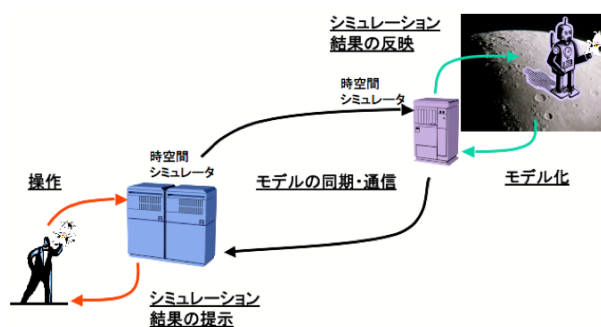 シミュレーション
結果の反映
時空間
シミュレータ
時空間
シミュレータ
操作
モデルの同期・通信
モデル化
シミュレーション
結果の提示